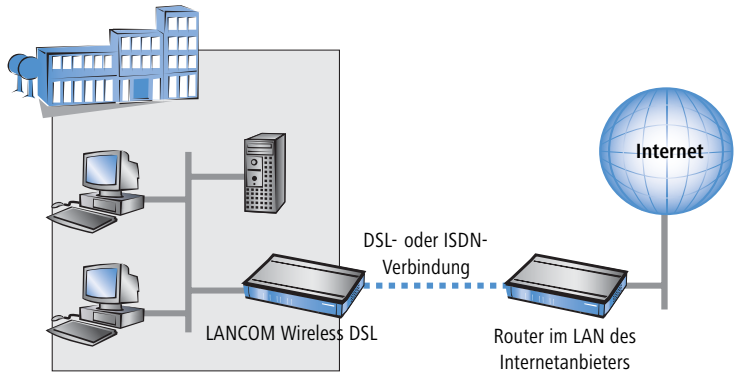 Internet
DSL- oder ISDN-
Verbindung
LANCOM Wireless DSL
Router im LAN des
Internetanbieters